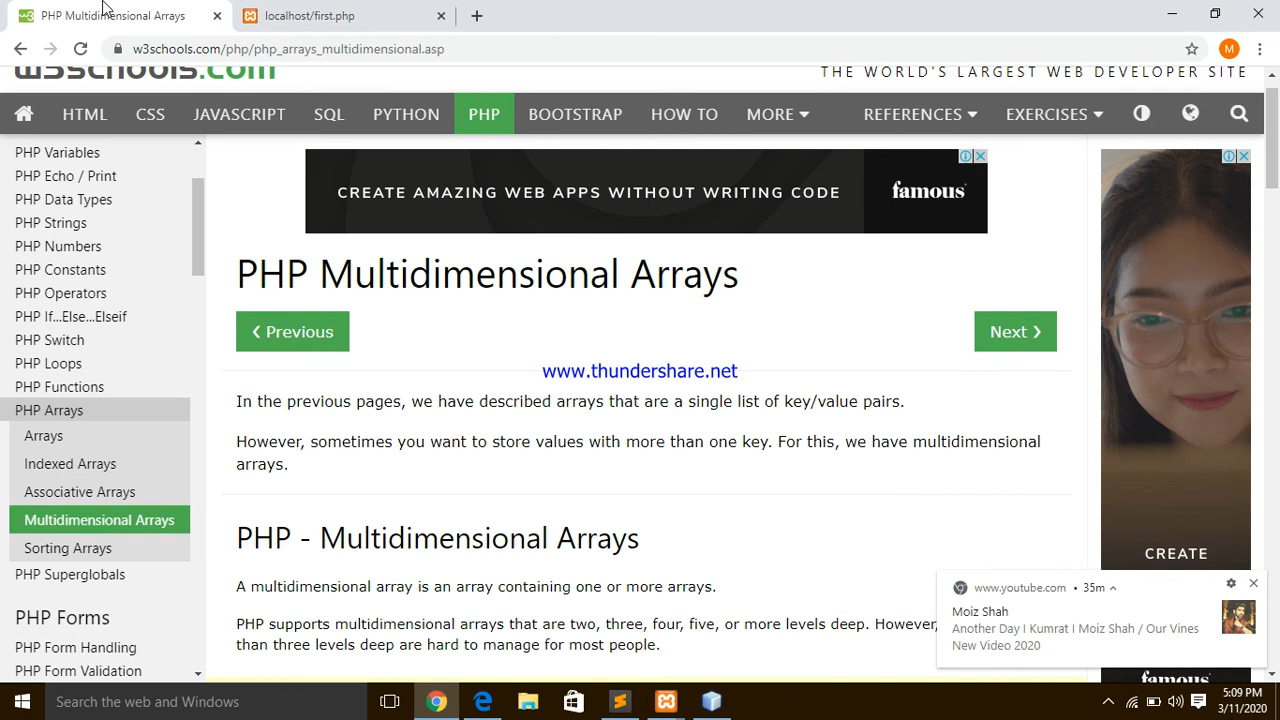 PHP Multidimensional Arrays
localhost/first.php
w3schools.com/php/php_arrays_multidimensional.asp
M
w3schools.com
THE WORLD'S LARGEST WEB DEVELOPER SITE
HTML CSS JAVASCRIPT SQL PYTHON PHP BOOTSTRAP HOW TO MORE REFERENCES EXERCISES
PHP Variables
PHP Echo / Print
PHP Data Types
PHP Strings
PHP Numbers
PHP Constants
PHP Operators
PHP If...Else...Elseif
PHP Switch
PHP Loops
PHP Functions
PHP Arrays
Arrays
Indexed Arrays
Associative Arrays
Multidimensional Arrays
Sorting Arrays
PHP Superglobals
PHP Forms
PHP Form Handling
PHP Form Validation
CREATE AMAZING WEB APPS WITHOUT WRITING CODE
famous
PHP Multidimensional Arrays
❮ Previous
Next ❯
www.thundershare.net
In the previous pages, we have described arrays that are a single list of key/value pairs.
However, sometimes you want to store values with more than one key. For this, we have multidimensional
arrays.
PHP - Multidimensional Arrays
A multidimensional array is an array containing one or more arrays.
PHP supports multidimensional arrays that are two, three, four, five, or more levels deep. However,
than three levels deep are hard to manage for most people.
CREATE
famous
www.youtube.com • 35m
Moiz Shah
Another Day I Kumrat I Moiz Shah / Our Vines
New Video 2020
Search the web and Windows
5:09 PM
3/11/2020